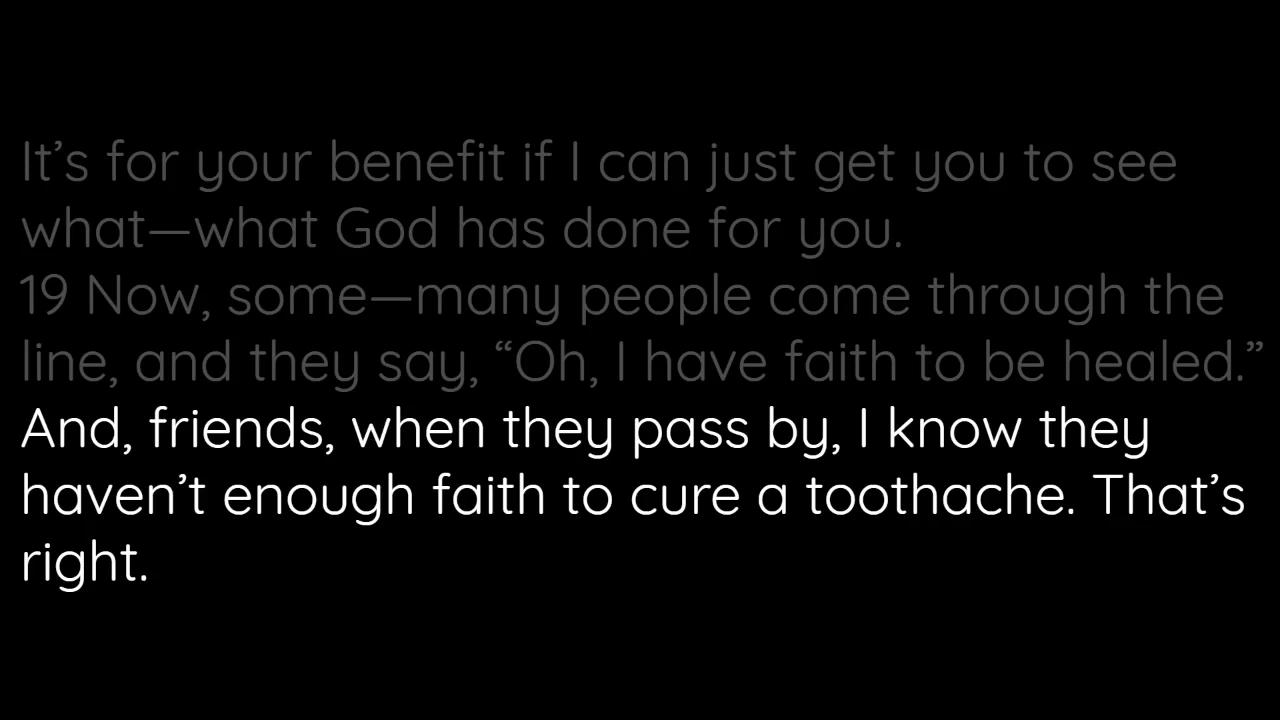 It’s for your benefit if I can just get you to see
what—what God has done for you.
19 Now, some—many people come through the
line, and they say, “Oh, I have faith to be healed.”
And, friends, when they pass by, I know they
haven’t enough faith to cure a toothache. That’s
right.